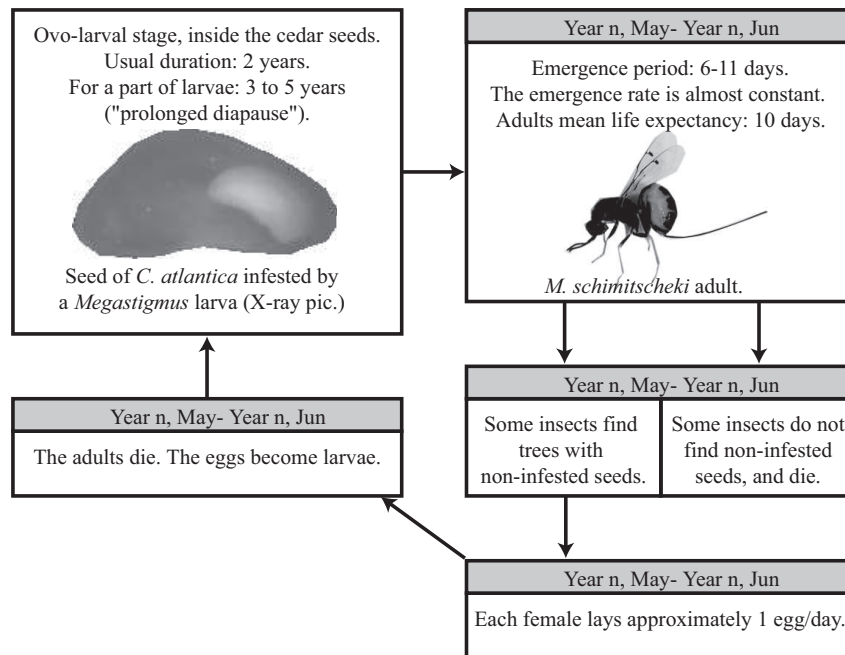 Ovo-larval stage, inside the cedar seeds.
Usual duration: 2 years.
For a part of larvae: 3 to 5 years
("prolonged diapause").
Seed of C. atlantica infested by
a Megastigmus larva (X-ray pic.)
Year n, May- Year n, Jun
Emergence period: 6-11 days.
The emergence rate is almost constant.
Adults mean life expectancy: 10 days.
M. schimitscheki adult.
Year n, May- Year n, Jun
Some insects find
trees with
non-infested seeds.
Some insects do not
find non-infested
seeds, and die.
Year n, May- Year n, Jun
Each female lays approximately 1 egg/day.
Year n, May- Year n, Jun
The adults die. The eggs become larvae.